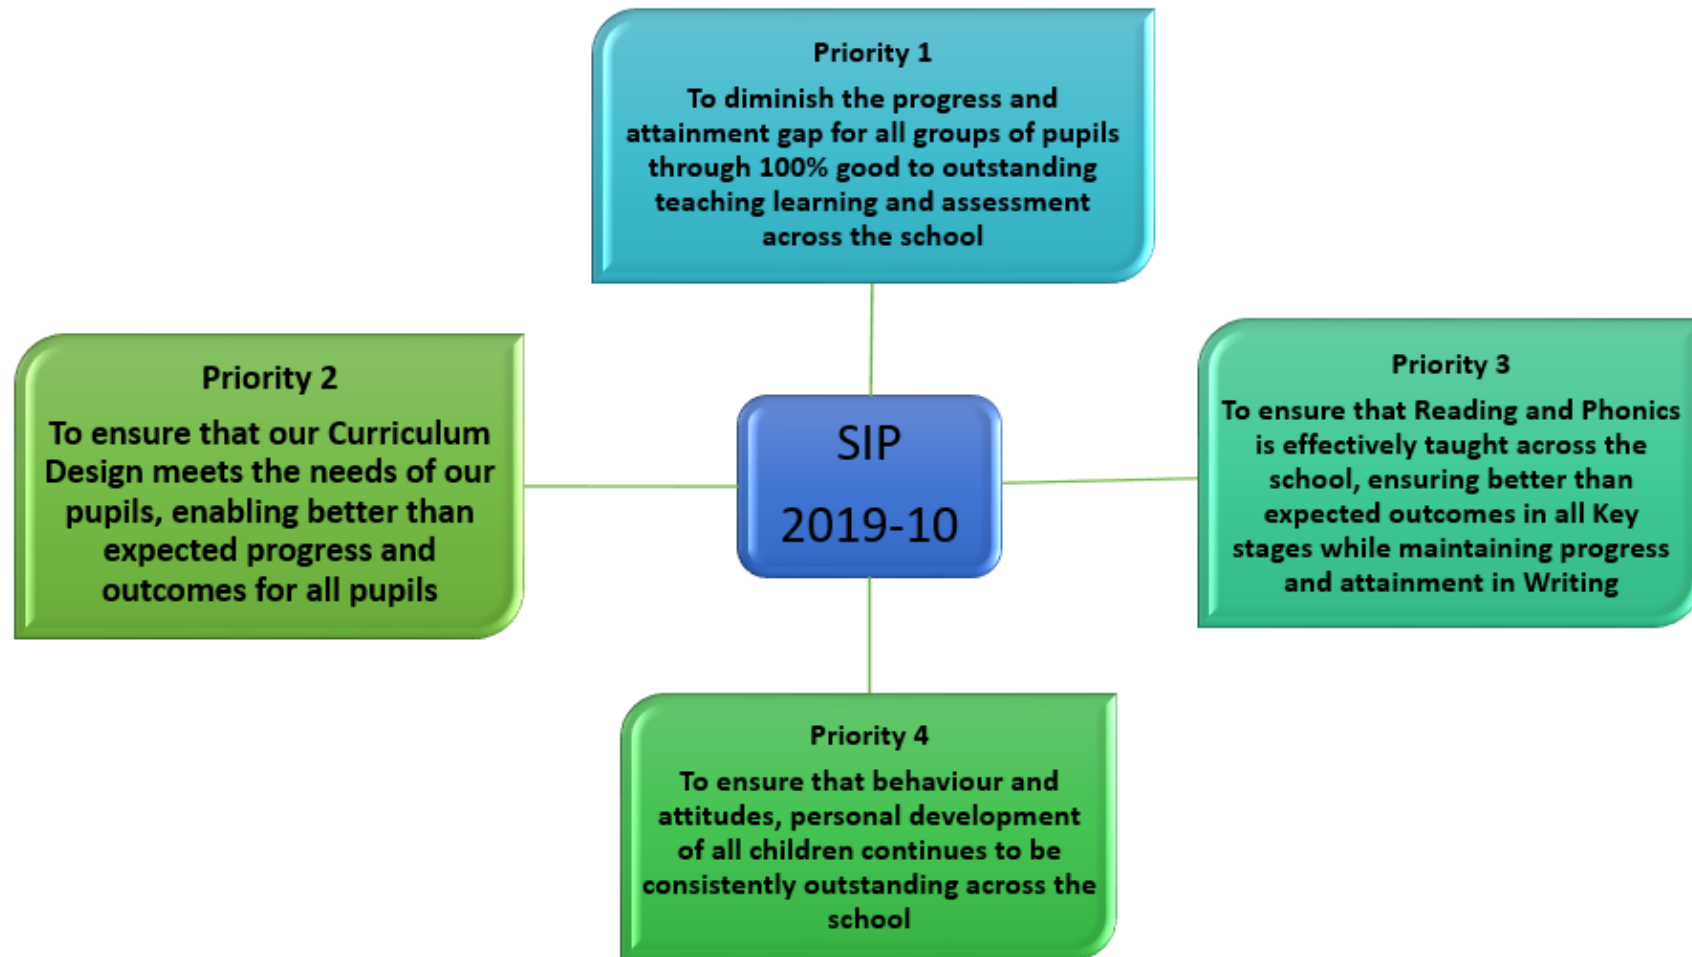 Priority 1
To diminish the progress and
attainment gap for all groups of pupils
through 100% good to outstanding
teaching learning and assessment
across the school
Priority 2
To ensure that our Curriculum
Design meets the needs of our
pupils, enabling better than
expected progress and
outcomes for all pupils
SIP
2019-10
Priority 3
To ensure that Reading and Phonics
is effectively taught across the
school, ensuring better than
expected outcomes in all Key
stages while maintaining progress
and attainment in Writing
Priority 4
To ensure that behaviour and
attitudes, personal development
of all children continues to be
consistently outstanding across the
school